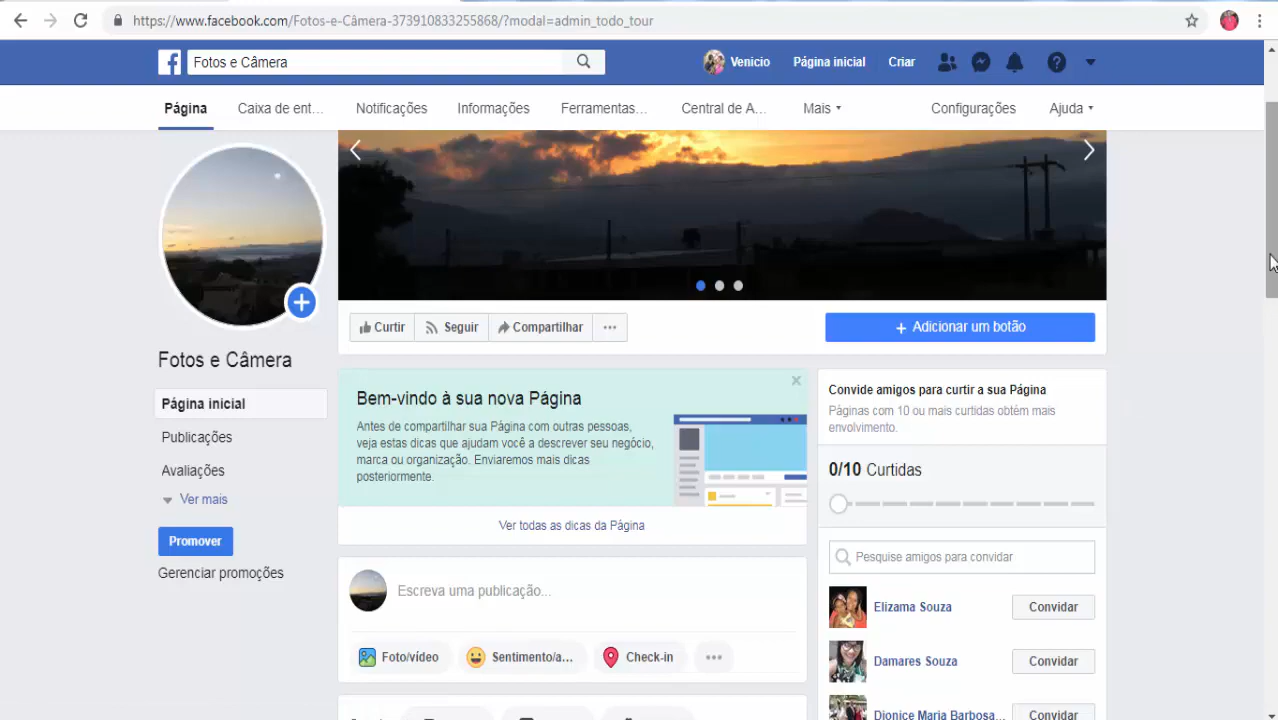 https://www.facebook.com/Fotos-e-Câmera-373910833255868/?modal=admin_todo_tour
f Fotos e Câmera Venicio Página inicial Criar
Página Caixa de ent... Notificações Informações Ferramentas... Central de A... Mais Configurações Ajuda
Curtir Seguir Compartilhar ... + Adicionar um botão
Fotos e Câmera
Página inicial
Publicações
Avaliações
Ver mais
Promover
Gerenciar promoções
Bem-vindo à sua nova Página
Antes de compartilhar sua Página com outras pessoas,
veja estas dicas que ajudam você a descrever seu negócio,
marca ou organização. Enviaremos mais dicas
posteriormente.
Ver todas as dicas da Página
Escreva uma publicação...
Foto/vídeo Sentimento/a... Check-in ...
Convide amigos para curtir a sua Página
Páginas com 10 ou mais curtidas obtém mais
envolvimento.
0/10 Curtidas
Pesquise amigos para convidar
Elizama Souza Convidar
Damares Souza Convidar
Dionice Maria Barbosa... Convidar